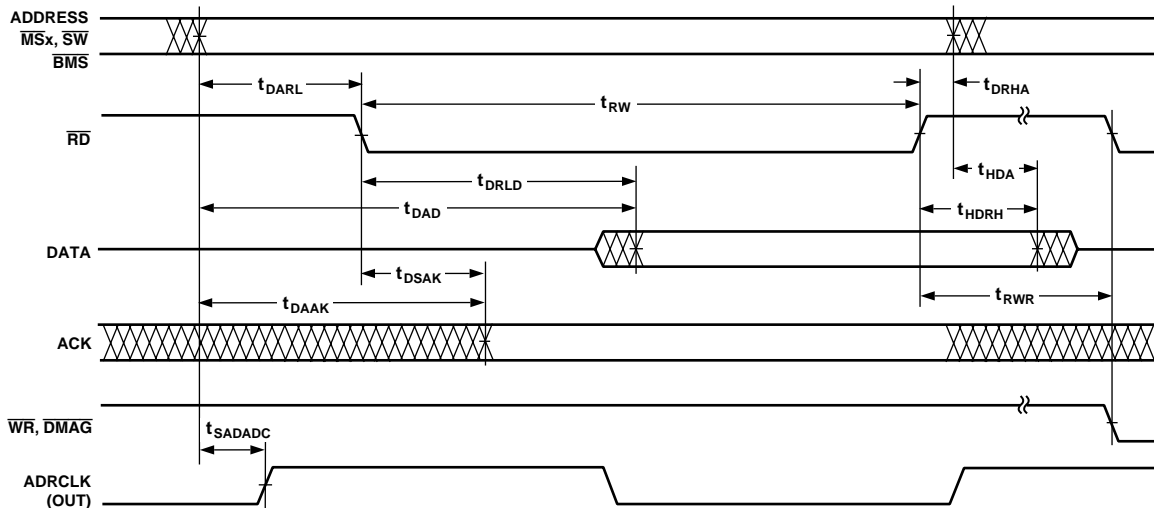 ADDRESS
MSx, SW
BMS
tDARL
tRW
tDRHA
RD
tDRLD
tHDA
tDAD
tHDRH
DATA
tDSAK
tDAAK
tRWR
ACK
WR, DMAG
tSADADC
ADRCLK
(OUT)